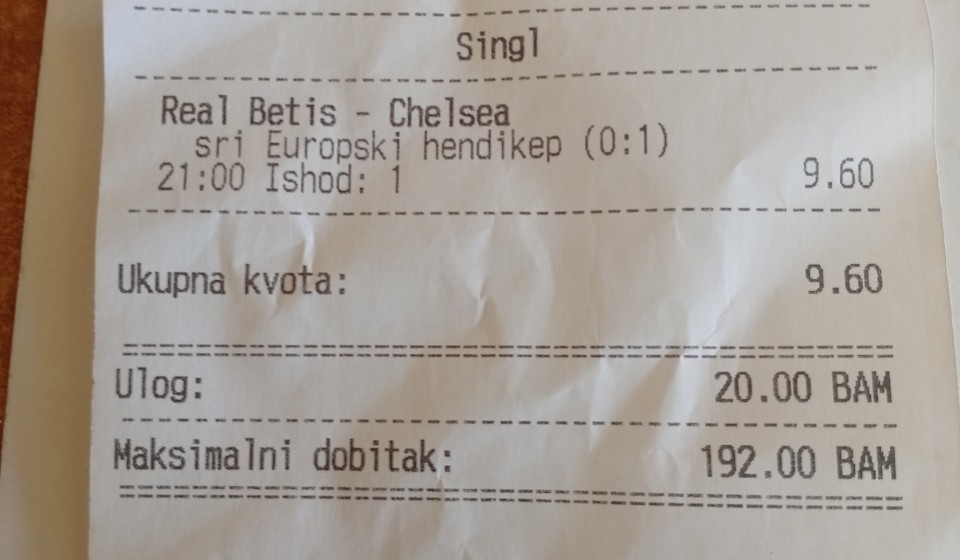 Singl
Real Betis - Chelsea
sri Europski hendikep (0:1)
21:00 Ishod: 1 9.60
Ukupna kvota: 9.60
Ulog: 20.00 BAM
Maksimalni dobitak: 192.00 BAM